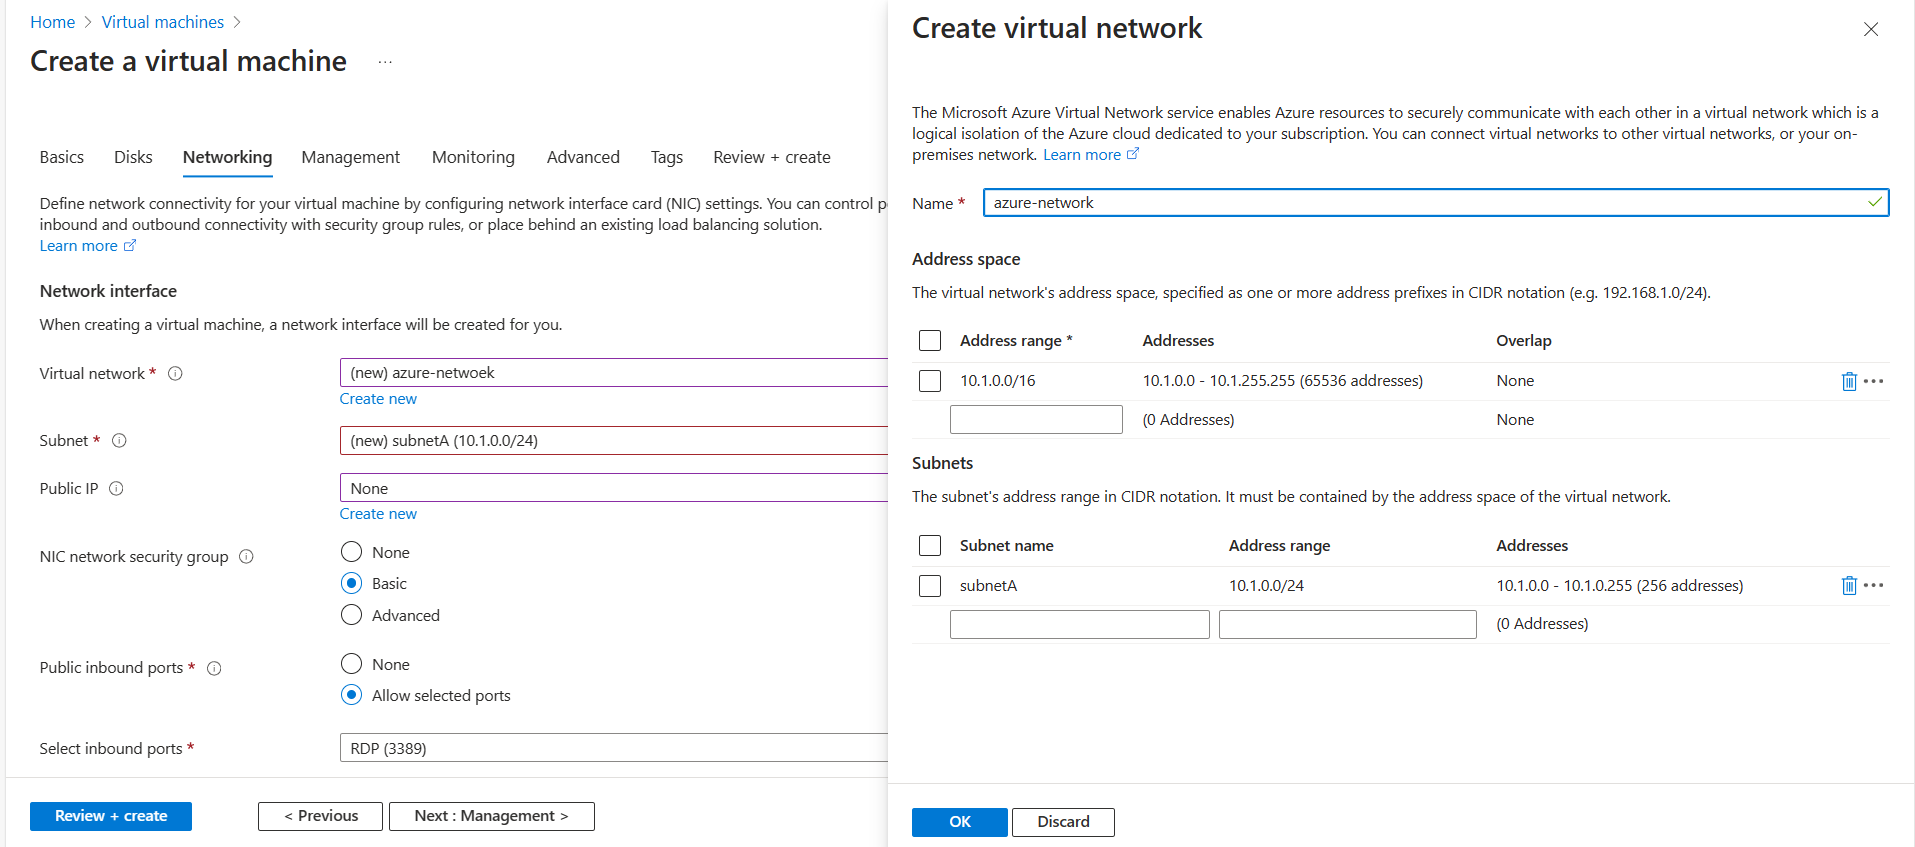 Home > Virtual machines >
Create a virtual machine ...
Basics Disks Networking Management Monitoring Advanced Tags Review + create
Define network connectivity for your virtual machine by configuring network interface card (NIC) settings. You can control p
inbound and outbound connectivity with security group rules, or place behind an existing load balancing solution.
Learn more
Network interface
When creating a virtual machine, a network interface will be created for you.
Virtual network *
(new) azure-netwoek
Create new
Subnet *
(new) subnetA (10.1.0.0/24)
Public IP
None
Create new
NIC network security group
None
Basic
Advanced
Public inbound ports *
None
Allow selected ports
Select inbound ports *
RDP (3389)
Review + create
< Previous
Next : Management >
Create virtual network
The Microsoft Azure Virtual Network service enables Azure resources to securely communicate with each other in a virtual network which is a
logical isolation of the Azure cloud dedicated to your subscription. You can connect virtual networks to other virtual networks, or your on-
premises network. Learn more
Name * azure-network
Address space
The virtual network's address space, specified as one or more address prefixes in CIDR notation (e.g. 192.168.1.0/24).
Address range * Addresses Overlap
10.1.0.0/16 10.1.0.0 - 10.1.255.255 (65536 addresses) None
(0 Addresses) None
Subnets
The subnet's address range in CIDR notation. It must be contained by the address space of the virtual network.
Subnet name Address range Addresses
subnetA 10.1.0.0/24 10.1.0.0 - 10.1.0.255 (256 addresses)
(0 Addresses)
OK
Discard